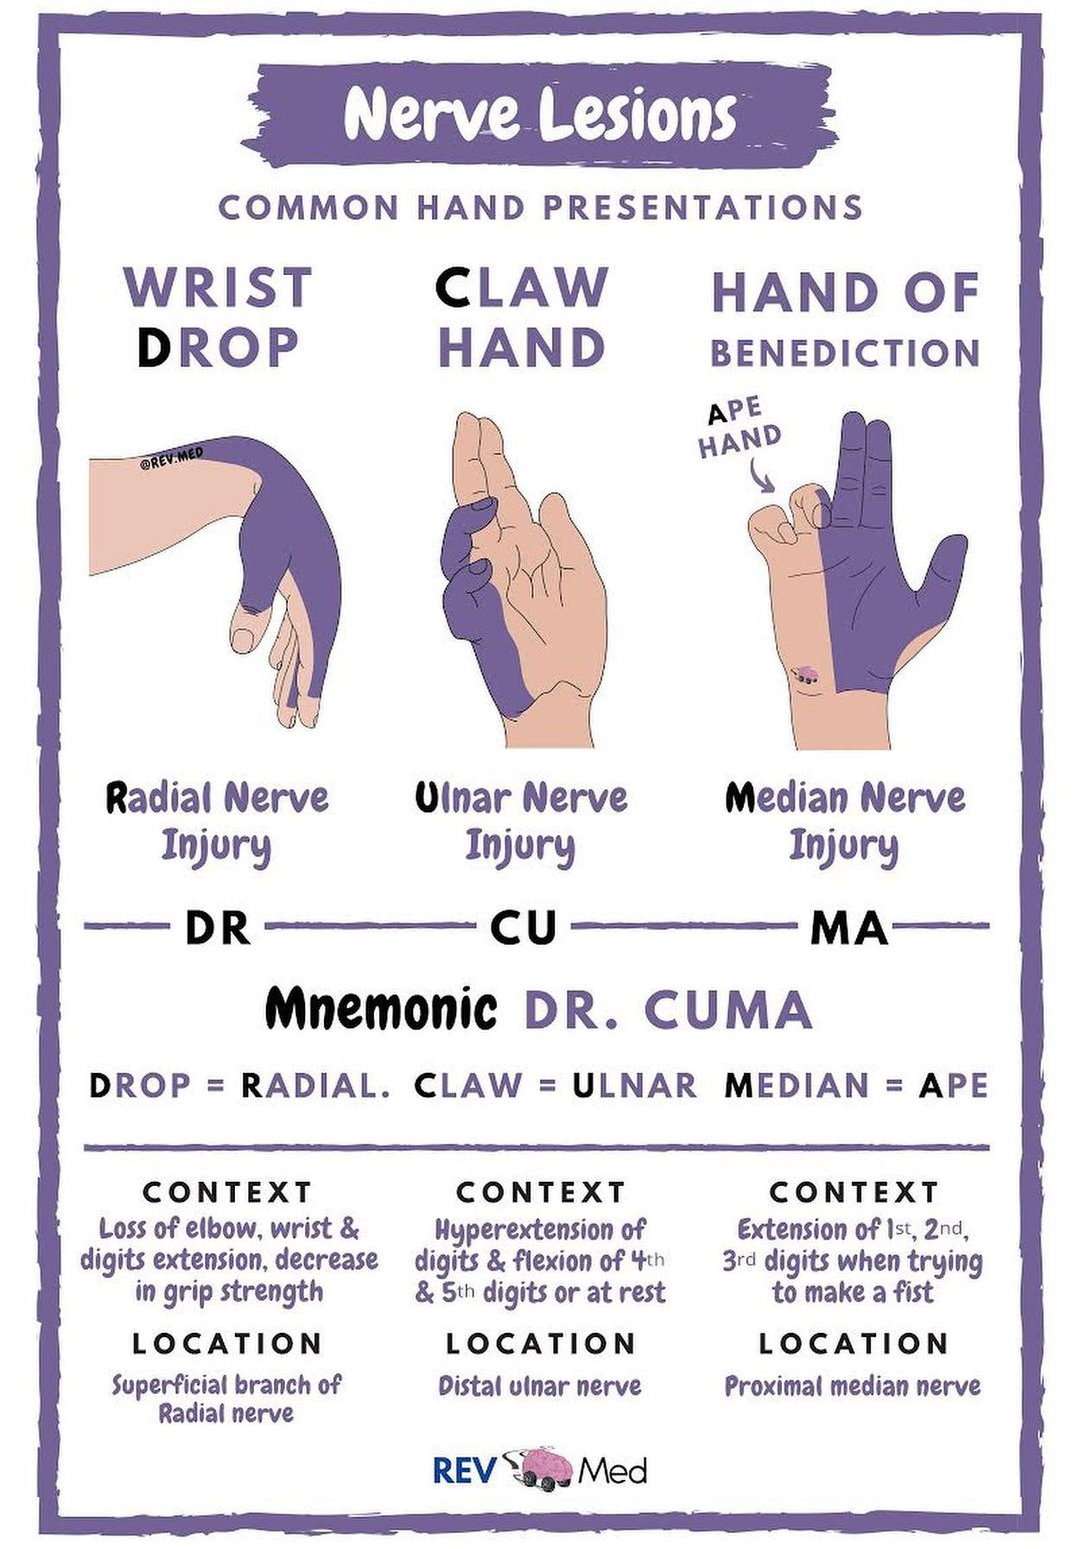 Nerve Lesions
COMMON HAND PRESENTATIONS
WRIST
DROP
CLAW
HAND
HAND OF
BENEDICTION
APE
HAND
@REV.MED
Radial Nerve
Injury
Ulnar Nerve
Injury
Median Nerve
Injury
DR
CU
MA
Mnemonic DR. CUMA
DROP = RADIAL. CLAW = ULNAR MEDIAN = APE
CONTEXT
Loss of elbow, wrist &
digits extension, decrease
in grip strength
LOCATION
Superficial branch of
Radial nerve
CONTEXT
Hyperextension of
digits & flexion of 4th
& 5th digits or at rest
LOCATION
Distal ulnar nerve
CONTEXT
Extension of 1st, 2nd,
3rd digits when trying
to make a fist
LOCATION
Proximal median nerve
REV Med